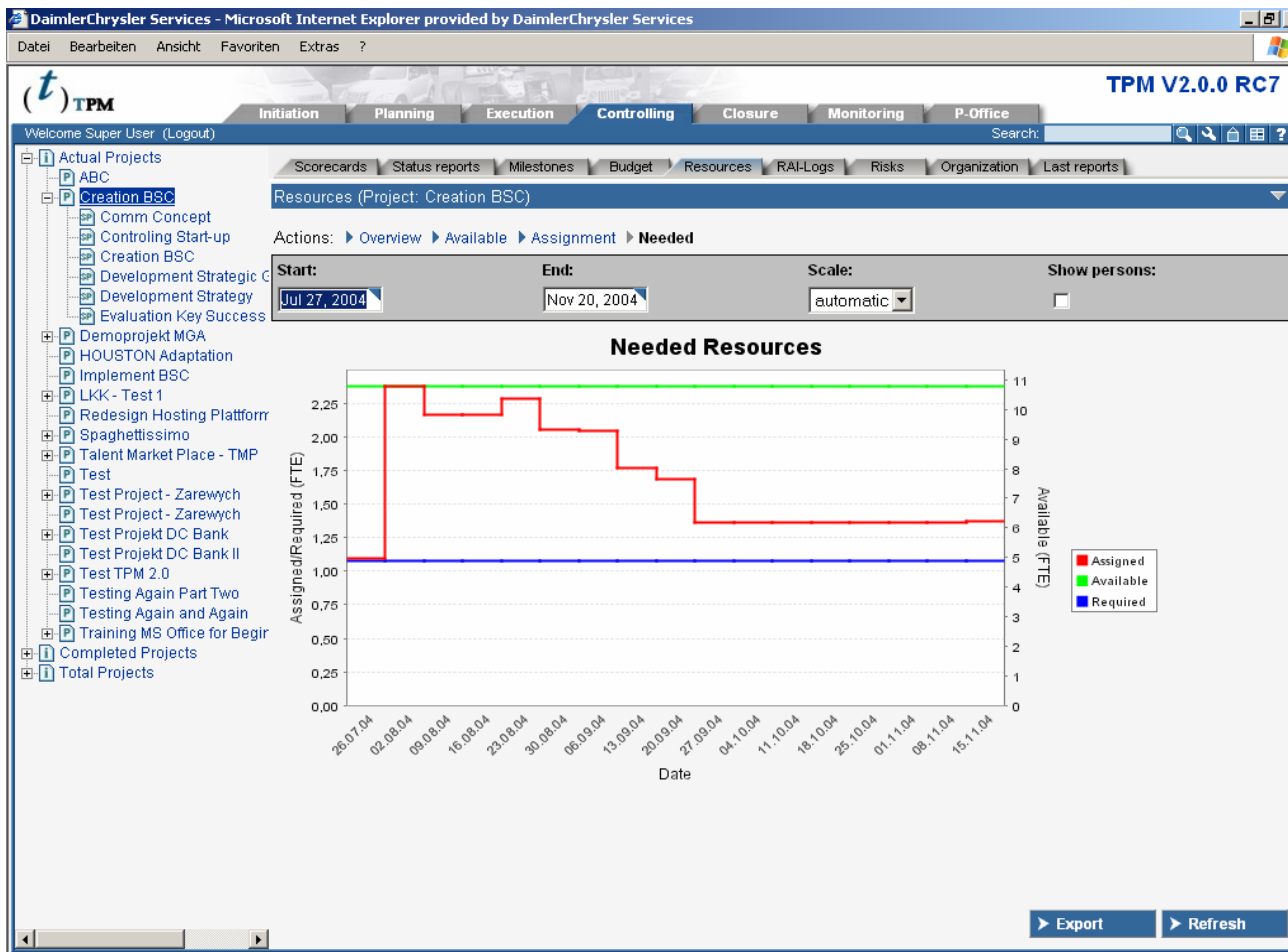 DaimlerChrysler Services - Microsoft Internet Explorer provided by DaimlerChrysler Services
Datei Bearbeiten Ansicht Favoriten Extras ?
(t) TPM
TPM V2.0.0 RC7
Initiation Planning Execution Controlling Closure Monitoring P-Office
Welcome Super User (Logout) Search: ?
Actual Projects
ABC
Creation BSC
Comm Concept
Controling Start-up
Creation BSC
Development Strategic G
Development Strategy
Evaluation Key Success
Demoprojekt MGA
HOUSTON Adaptation
Implement BSC
LKK - Test 1
Redesign Hosting Plattform
Spaghettissimo
Talent Market Place - TMP
Test
Test Project - Zarewych
Test Project - Zarewych
Test Projekt DC Bank
Test Projekt DC Bank II
Test TPM 2.0
Testing Again Part Two
Testing Again and Again
Training MS Office for Begin
Completed Projects
Total Projects
Scorecards Status reports Milestones Budget Resources RAI-Logs Risks Organization Last reports
Resources (Project: Creation BSC)
Actions: Overview Available Assignment Needed
Start: End: Scale: Show persons:
Jul 27, 2004 Nov 20, 2004 automatic
Needed Resources
Assigned/Required (FTE)
2,25
2,00
1,75
1,50
1,25
1,00
0,75
0,50
0,25
0,00
11
10
9
8
7
6
5
4
3
2
1
0
Available (FTE)
26.07.04 02.08.04 09.08.04 16.08.04 23.08.04 30.08.04 06.09.04 13.09.04 20.09.04 27.09.04 04.10.04 11.10.04 18.10.04 25.10.04 01.11.04 08.11.04 15.11.04
Date
Assigned
Available
Required
Export Refresh